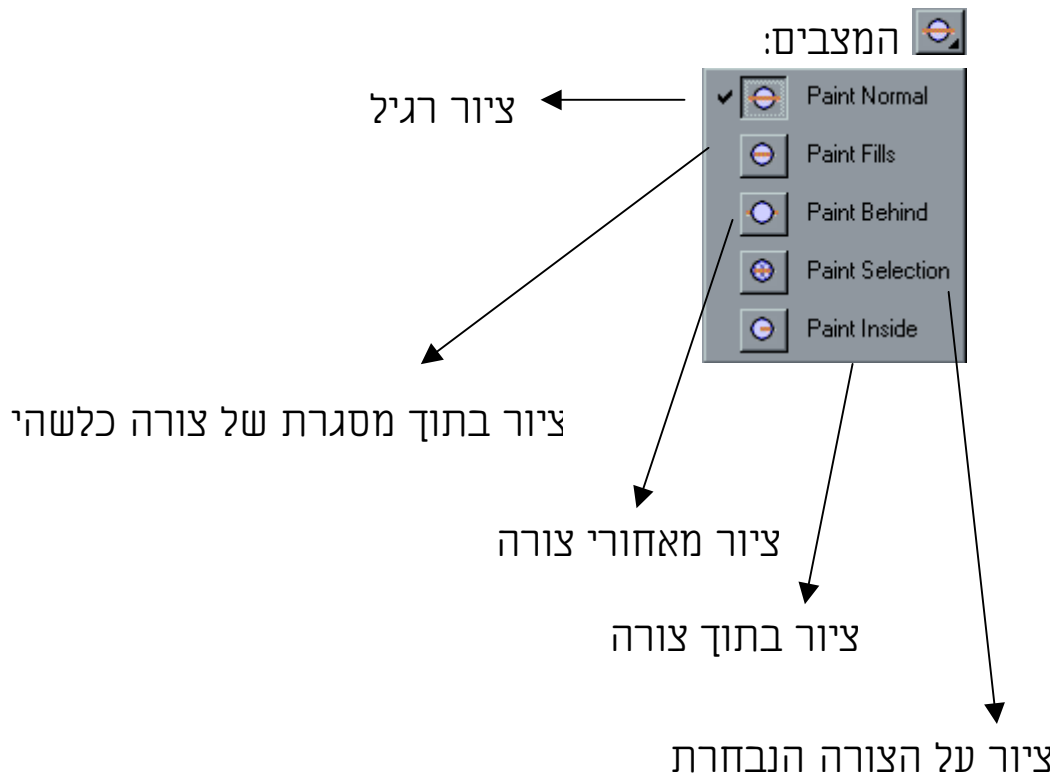 המצבים:
Paint Normal
ציור רגיל
Paint Fills
Paint Behind
Paint Selection
Paint Inside
ציור בתוך מסגרת של צורה כלשהי
ציור מאחורי צורה
ציור בתוך צורה
ציור על הצורה הנבחרת